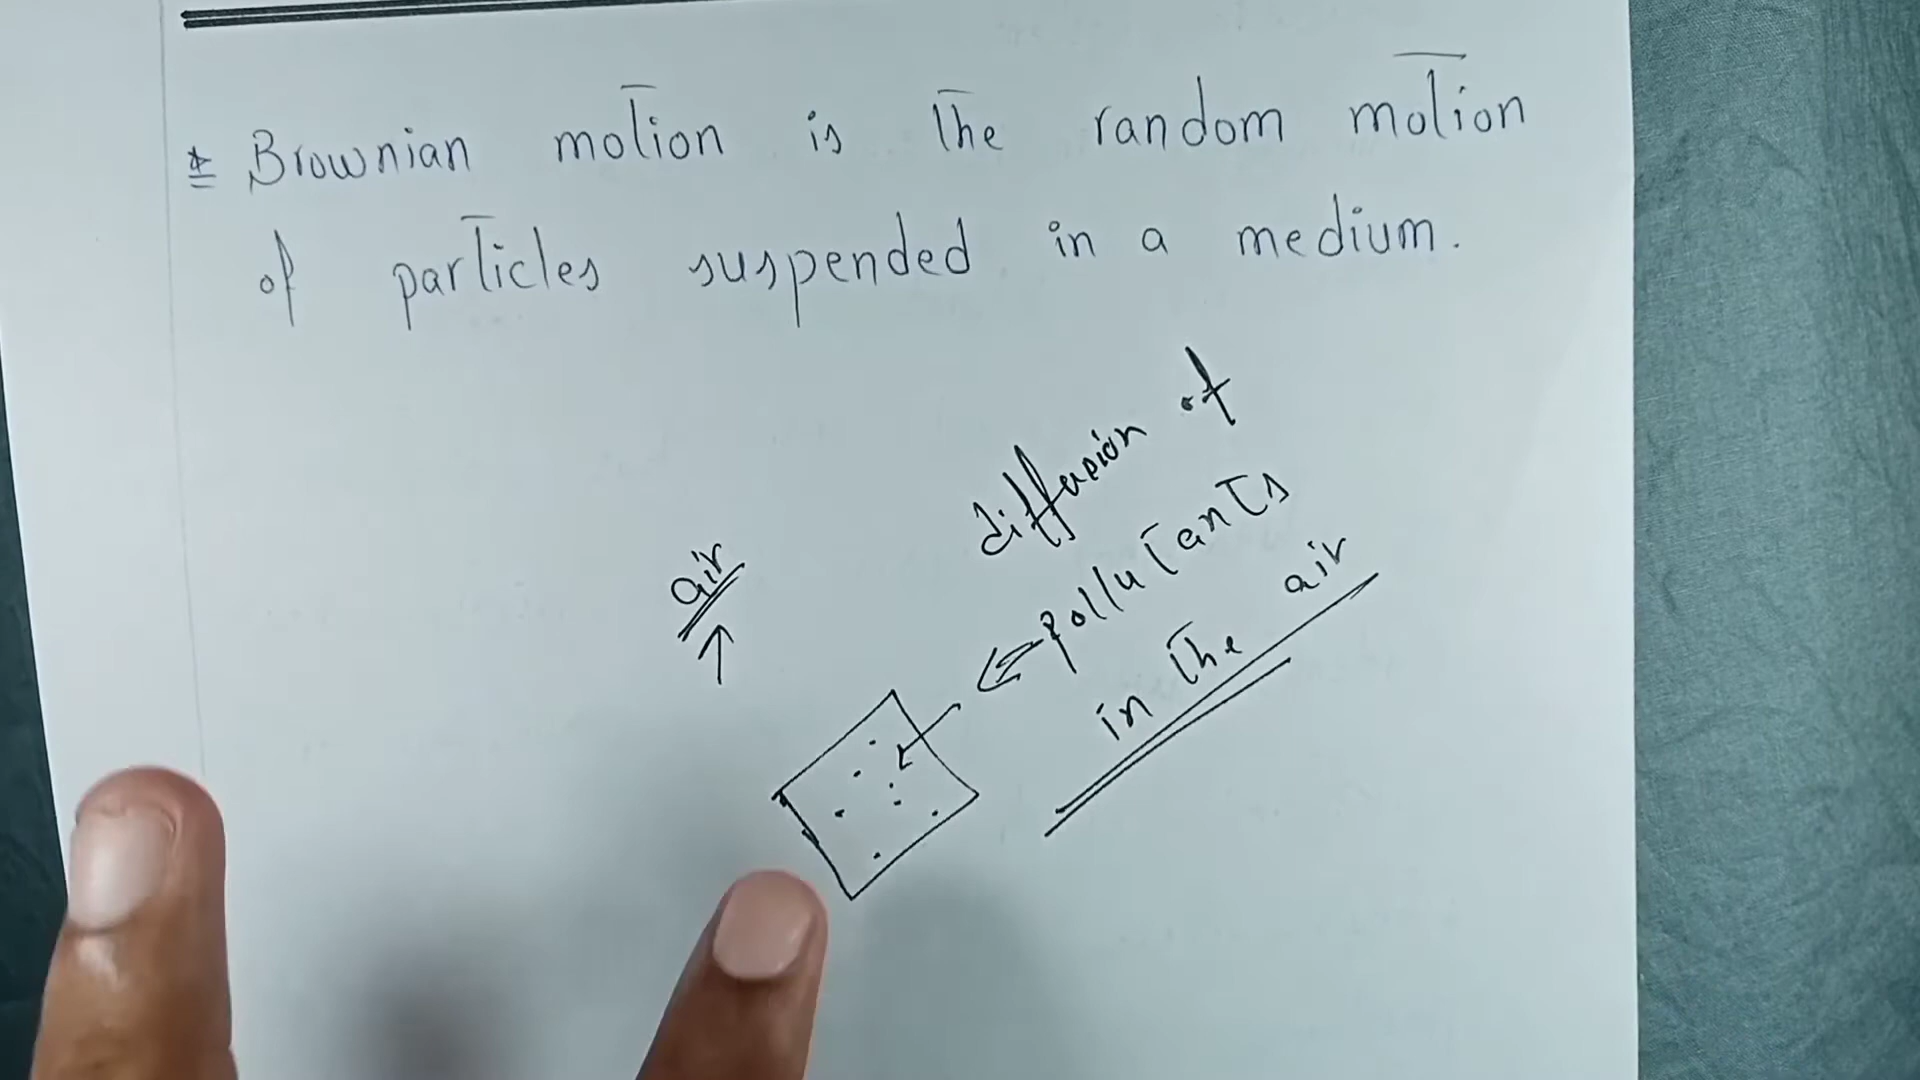 * Brownian motion is the random motion
of particles suspended in a medium.
diffusion of
pollutants
in the air
air